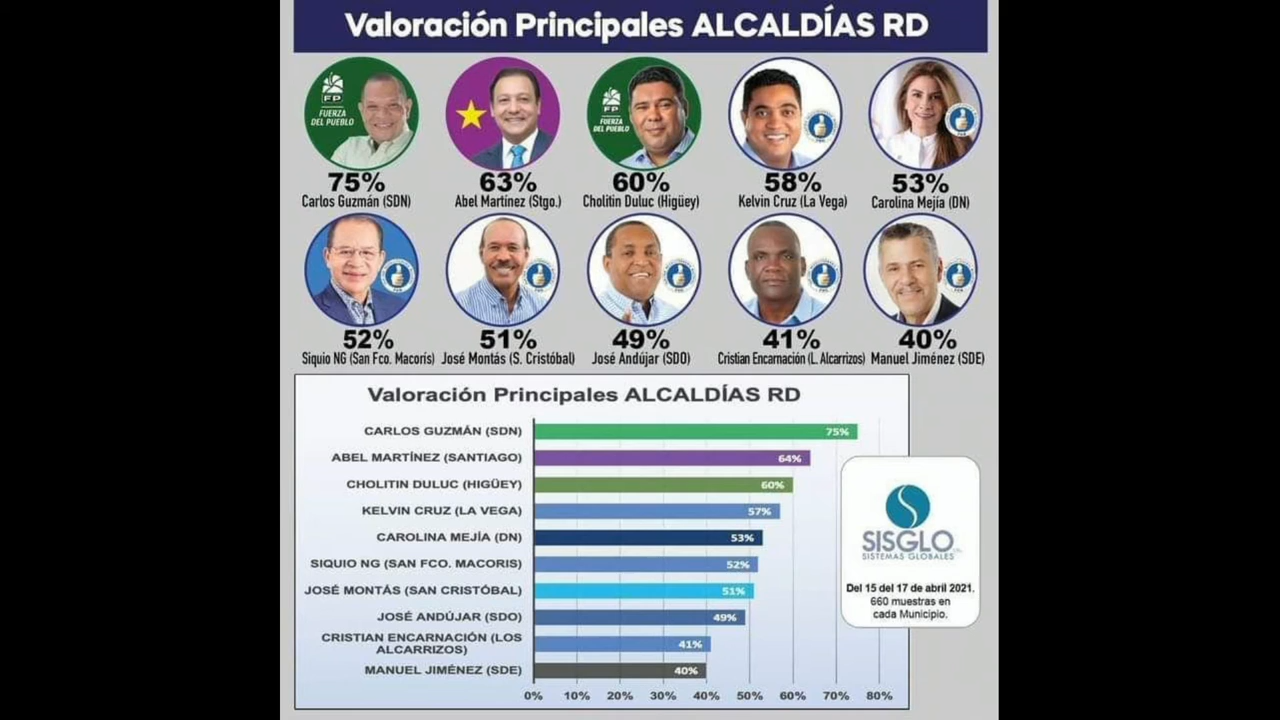 Valoración Principales ALCALDÍAS RD
FP
FUERZA
DEL PUEBLO
FP
FUERZA
DEL PUEBLO
75%
Carlos Guzmán (SDN)
63%
Abel Martínez (Stgo.)
60%
Cholitin Duluc (Higüey)
58%
Kelvin Cruz (La Vega)
53%
Carolina Mejía (DN)
52%
Siquio NG (San Fco. Macorís)
51%
José Montás (S. Cristóbal)
49%
José Andújar (SDO)
41%
Cristian Encarnación (L. Alcarrizos)
40%
Manuel Jiménez (SDE)
Valoración Principales ALCALDÍAS RD
CARLOS GUZMÁN (SDN) 75%
ABEL MARTÍNEZ (SANTIAGO) 64%
CHOLITIN DULUC (HIGÜEY) 60%
KELVIN CRUZ (LA VEGA) 57%
CAROLINA MEJÍA (DN) 53%
SIQUIO NG (SAN FCO. MACORIS) 52%
JOSÉ MONTÁS (SAN CRISTÓBAL) 51%
JOSÉ ANDÚJAR (SDO) 49%
CRISTIAN ENCARNACIÓN (LOS
ALCARRIZOS) 41%
MANUEL JIMÉNEZ (SDE) 40%
0% 10% 20% 30% 40% 50% 60% 70% 80%
SISGLO
SISTEMAS GLOBALES
Del 15 del 17 de abril 2021.
660 muestras en
cada Municipio.